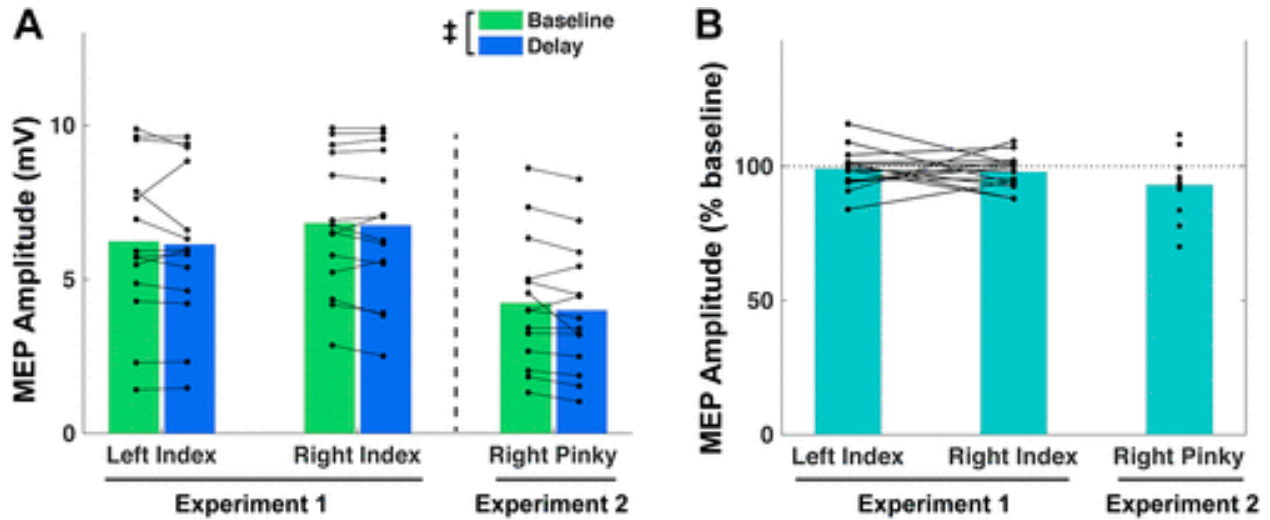 A
‡
Baseline
Delay
MEP Amplitude (mV)
10
5
0
Left Index
Right Index
Right Pinky
Experiment 1
Experiment 2
B
MEP Amplitude (% baseline)
100
50
0
Left Index
Right Index
Right Pinky
Experiment 1
Experiment 2